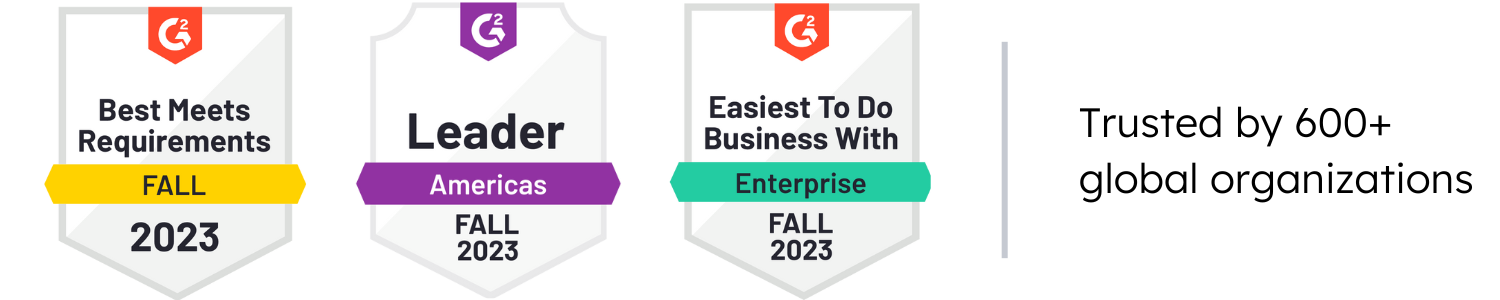 G2
Best Meets
Requirements
FALL
2023
G2
Leader
Americas
FALL
2023
G2
Easiest To Do
Business With
Enterprise
FALL
2023
Trusted by 600+
global organizations